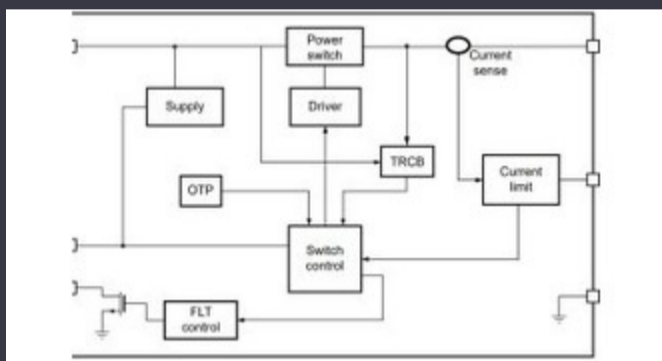 Power
switch
Current
sense
Supply
Driver
TRCB
Current
limit
OTP
Switch
control
FLT
control